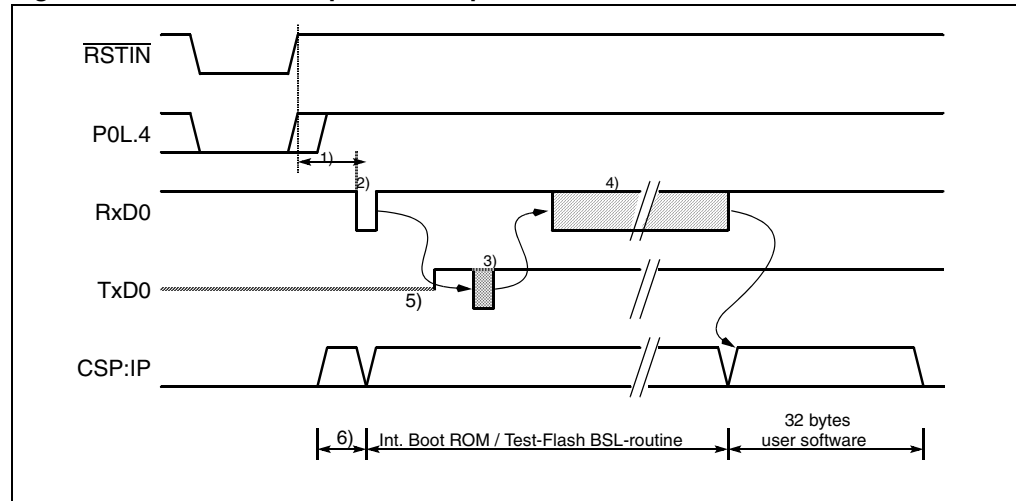 RSTIN
P0L.4
1)
2)
4)
RxD0
3)
TxD0
5)
CSP:IP
6)
Int. Boot ROM / Test-Flash BSL-routine
32 bytes
user software